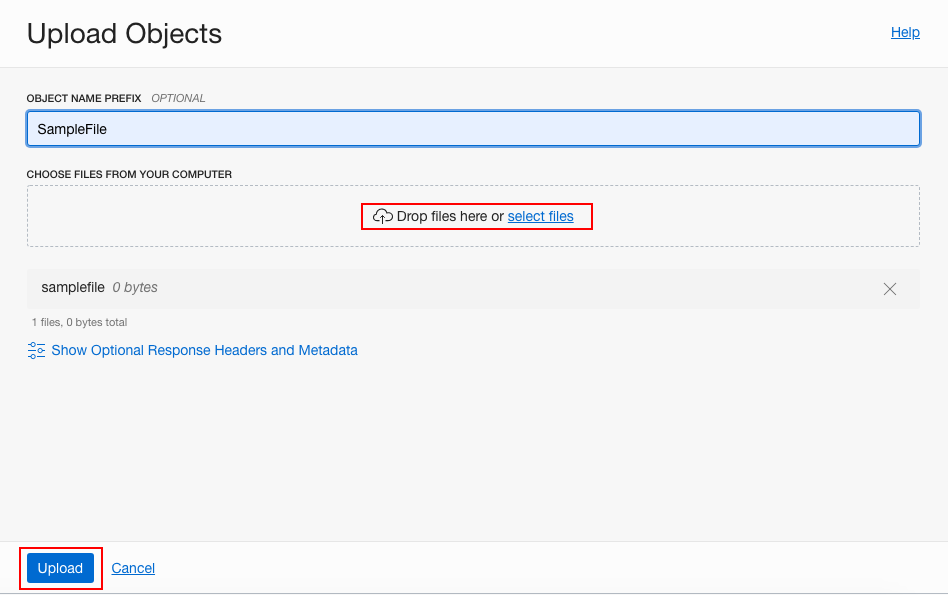 Upload Objects
Help
OBJECT NAME PREFIX OPTIONAL
SampleFile
CHOOSE FILES FROM YOUR COMPUTER
Drop files here or select files
samplefile 0 bytes
1 files, 0 bytes total
Show Optional Response Headers and Metadata
Upload Cancel